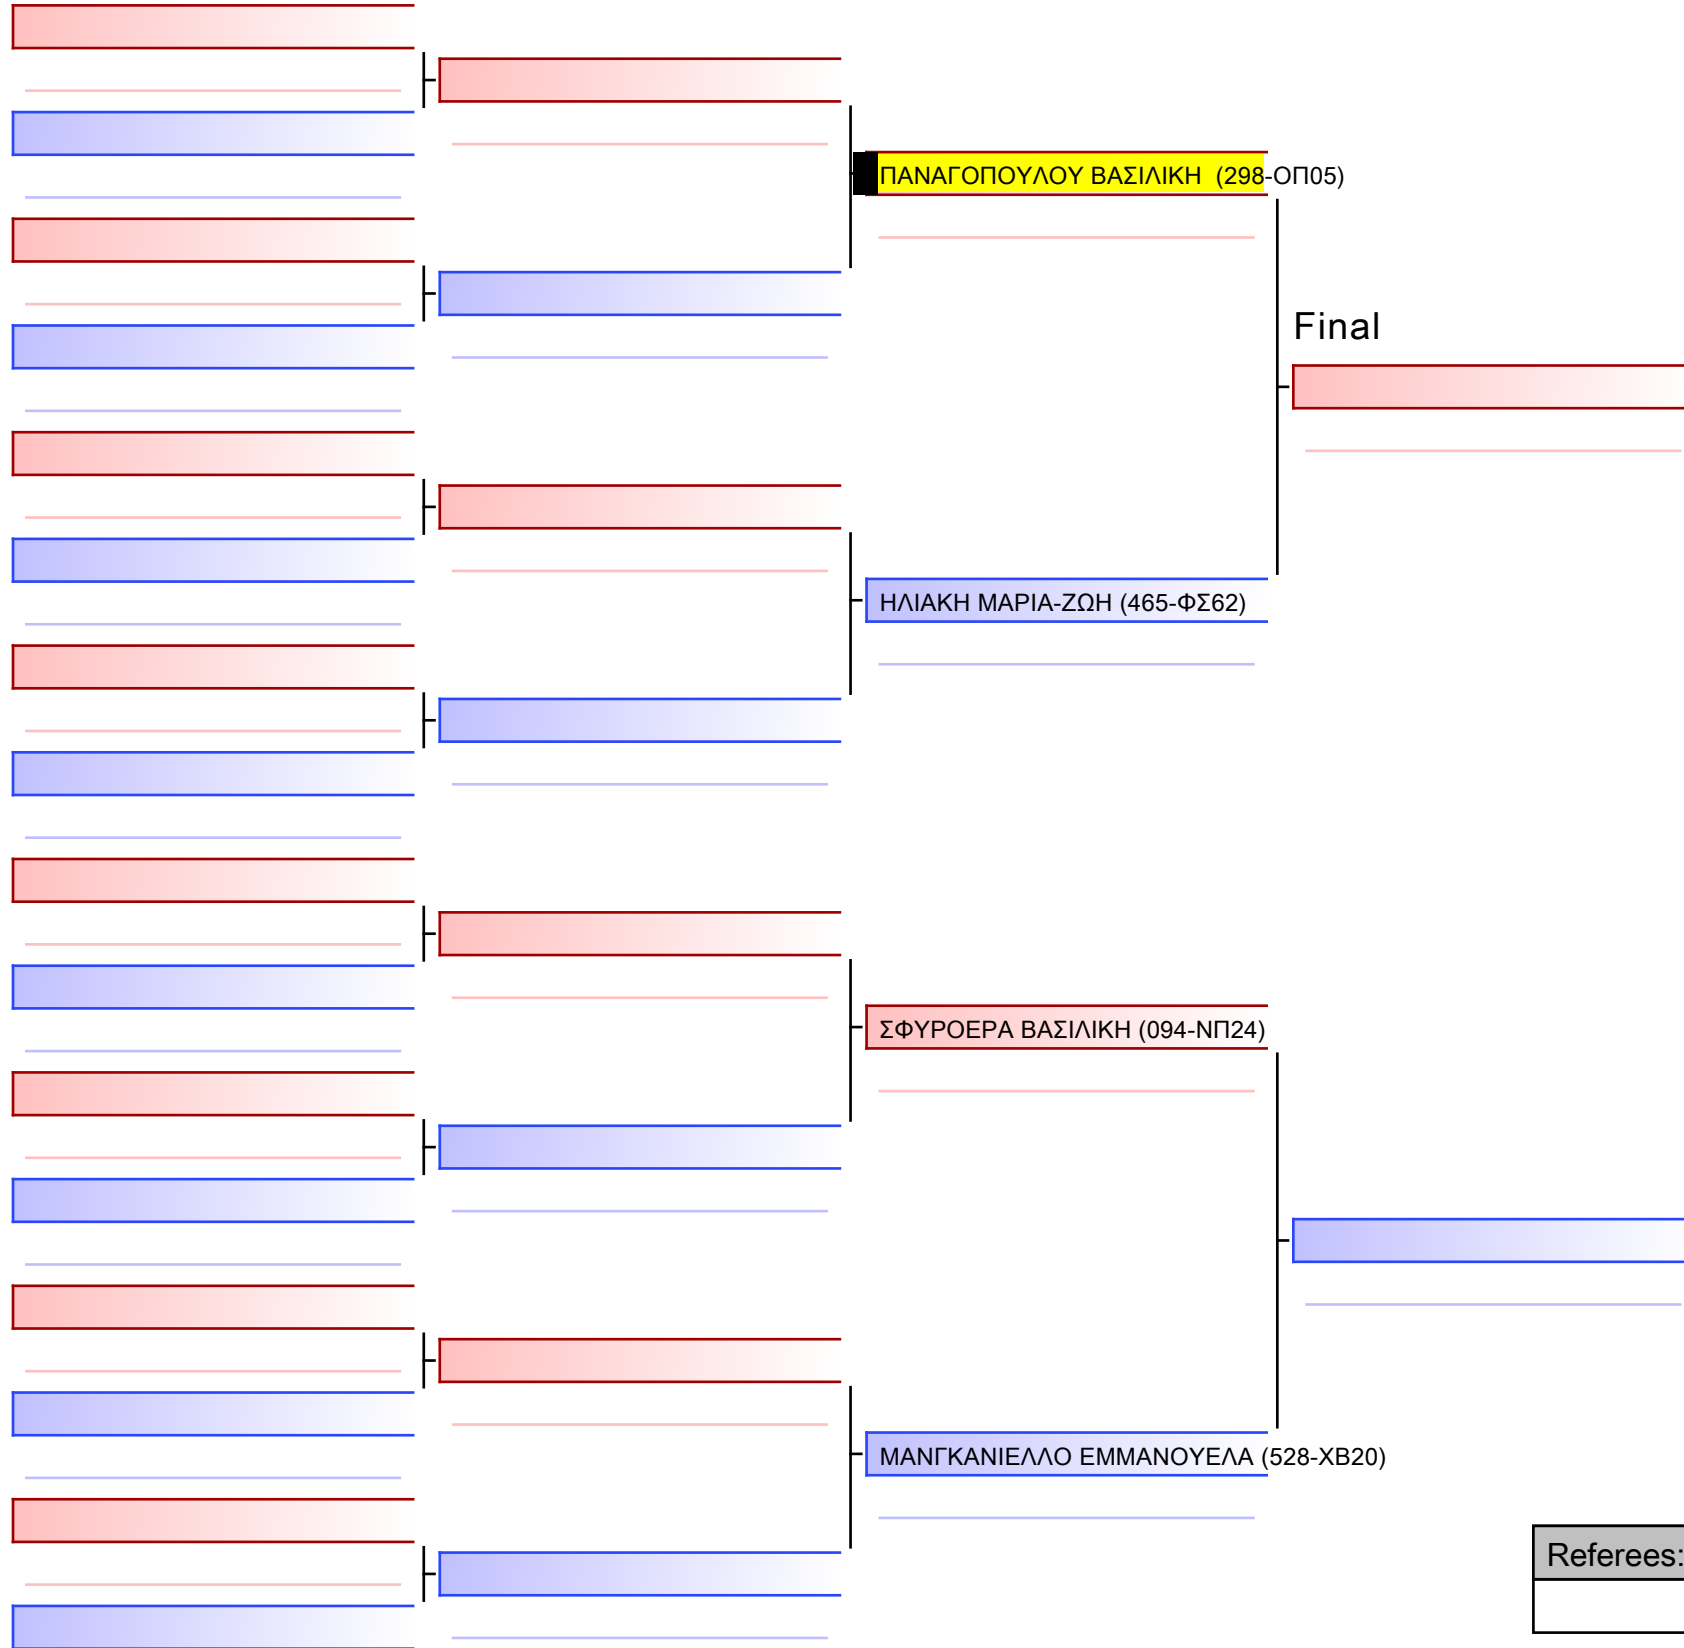 ΠΑΝΑΓΟΠΟΥΛΟΥ ΒΑΣΙΛΙΚΗ (298-ΟΠ05)
Final
ΗΛΙΑΚΗ ΜΑΡΙΑ-ΖΩΗ (465-ΦΣ62)
ΣΦΥΡΟΕΡΑ ΒΑΣΙΛΙΚΗ (094-ΝΠ24)
ΜΑΝΓΚΑΝΙΕΛΛΟ ΕΜΜΑΝΟΥΕΛΑ (528-ΧΒ20)
Referees: